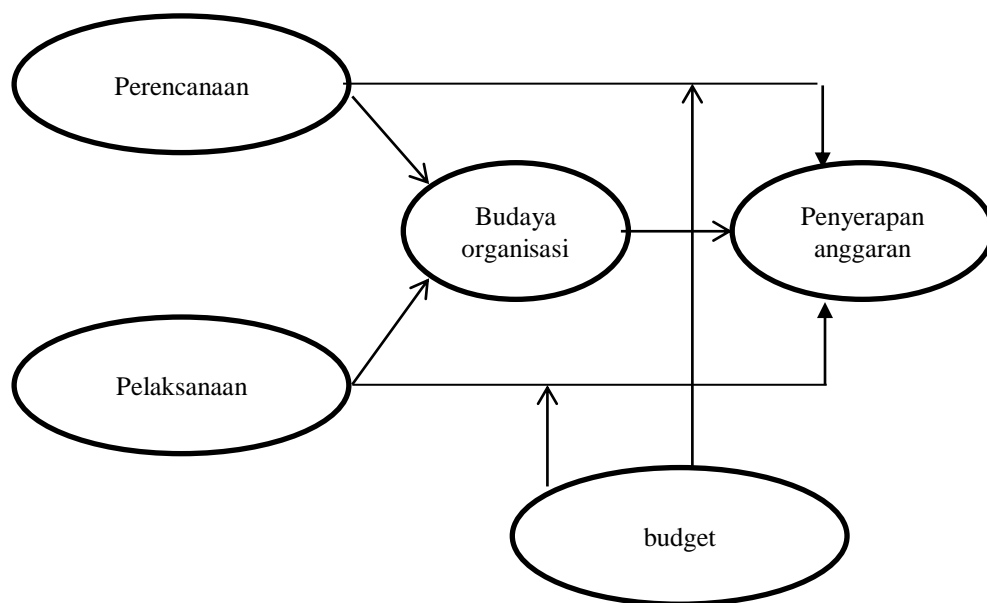 Perencanaan
Budaya
organisasi
Penyerapan
anggaran
Pelaksanaan
budget